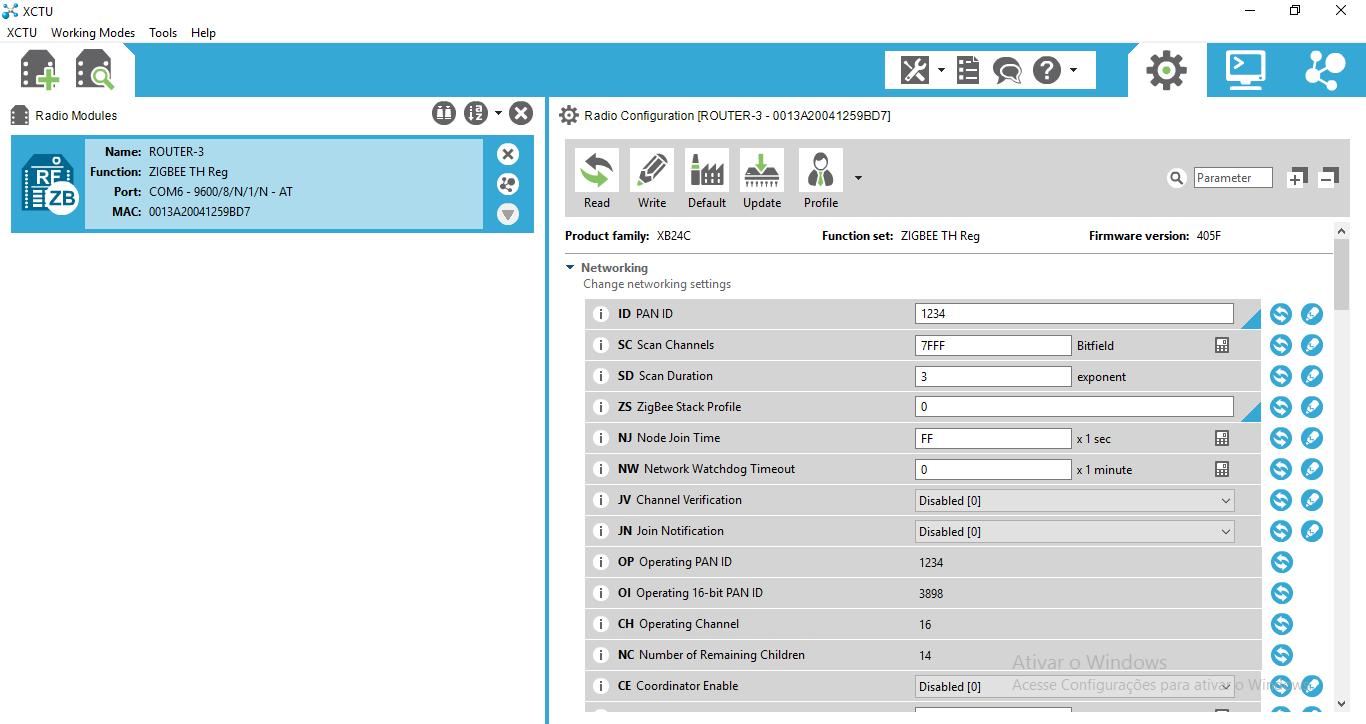 XCTU
XCTU Working Modes Tools Help
Radio Modules
Name: ROUTER-3
Function: ZIGBEE TH Reg
Port: COM6 - 9600/8/N/1/N - AT
MAC: 0013A20041259BD7
RF
ZB
Radio Configuration [ROUTER-3 - 0013A20041259BD7]
Read Write Default Update Profile
Parameter
Product family: XB24C Function set: ZIGBEE TH Reg Firmware version: 405F
Networking
Change networking settings
i ID PAN ID 1234
i SC Scan Channels 7FFF Bitfield
i SD Scan Duration 3 exponent
i ZS ZigBee Stack Profile 0
i NJ Node Join Time FF x 1 sec
i NW Network Watchdog Timeout 0 x 1 minute
i JV Channel Verification Disabled [0]
i JN Join Notification Disabled [0]
i OP Operating PAN ID 1234
i OI Operating 16-bit PAN ID 3898
i CH Operating Channel 16
i NC Number of Remaining Children 14
i CE Coordinator Enable Disabled [0]
Ativar o Windows
Acesse Configurações para ativar o Windows.